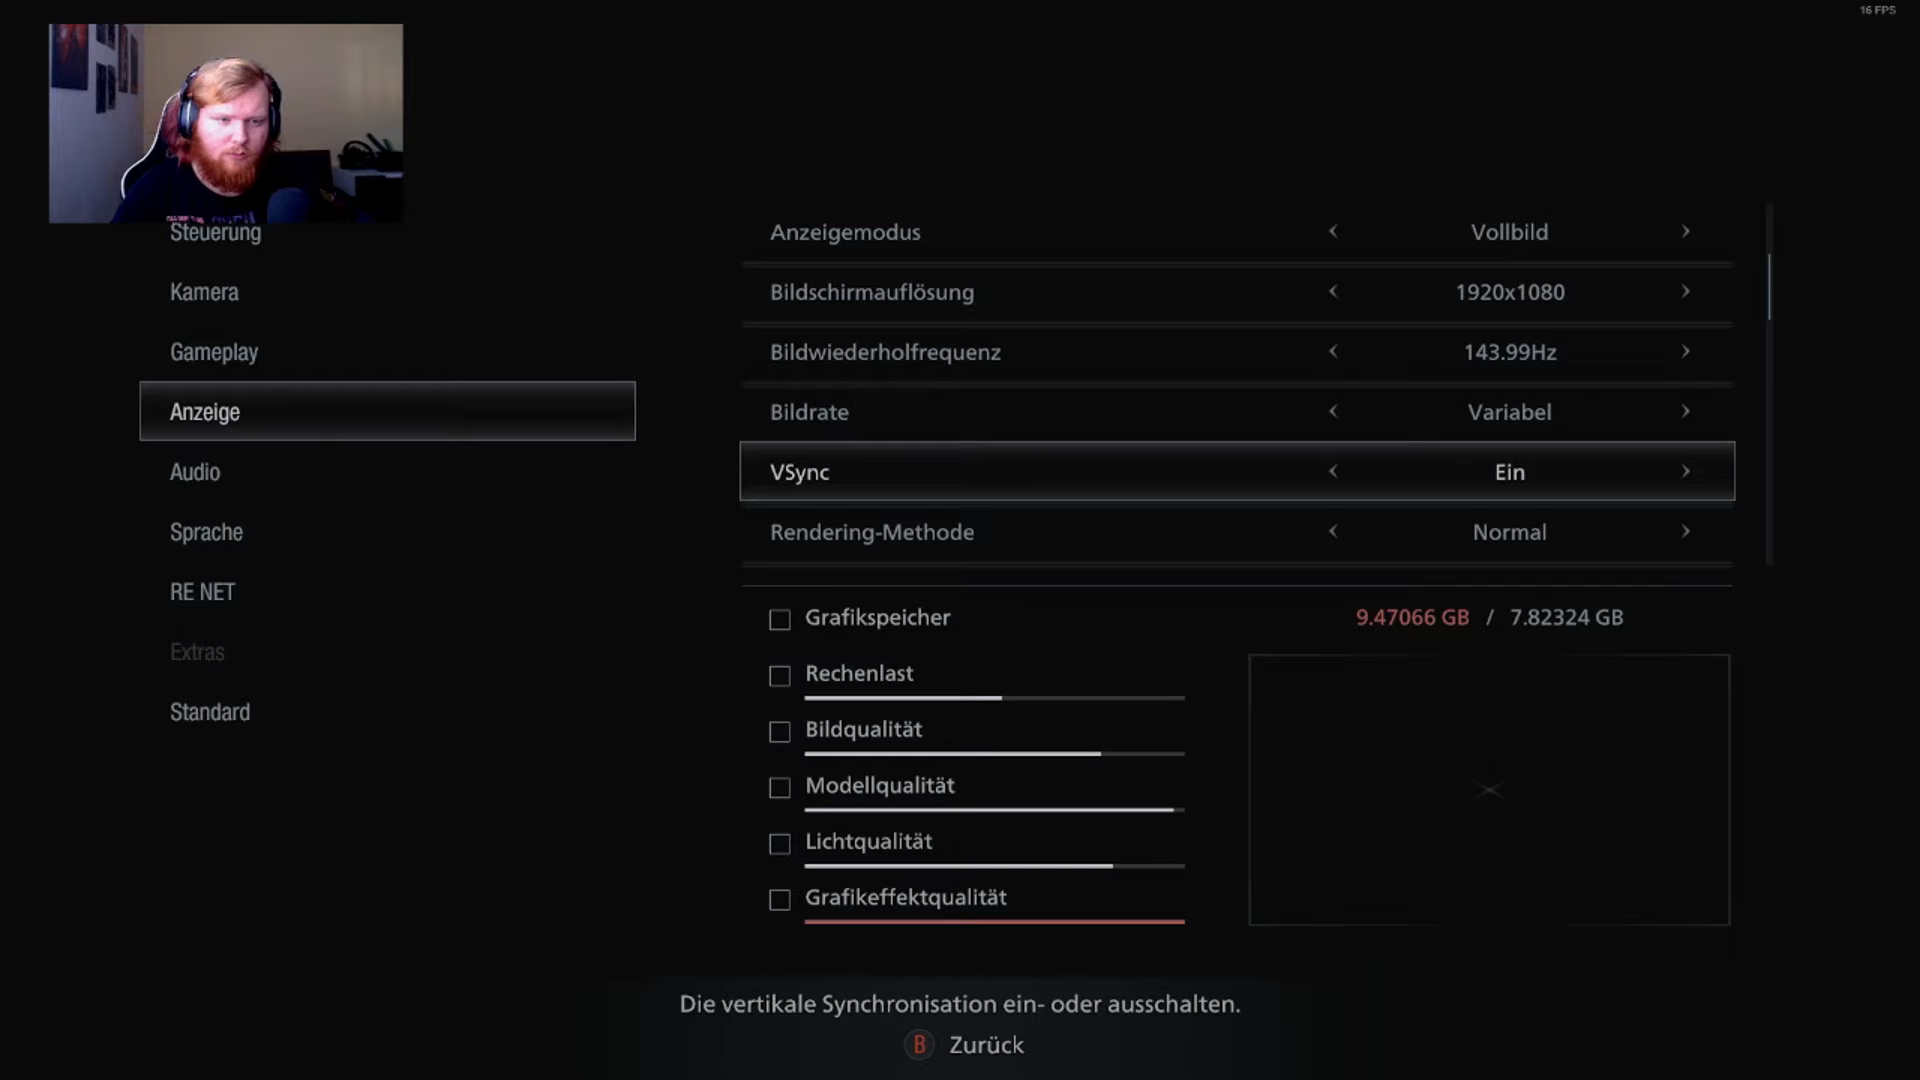 16 FPS
Steuerung
Kamera
Gameplay
Anzeige
Audio
Sprache
RE NET
Extras
Standard
Anzeigemodus < Vollbild >
Bildschirmauflösung < 1920x1080 >
Bildwiederholfrequenz < 143.99Hz >
Bildrate < Variabel >
VSync < Ein >
Rendering-Methode < Normal >
Grafikspeicher 9.47066 GB / 7.82324 GB
Rechenlast
Bildqualität
Modellqualität
Lichtqualität
Grafikeffektqualität
Die vertikale Synchronisation ein- oder ausschalten.
B Zurück